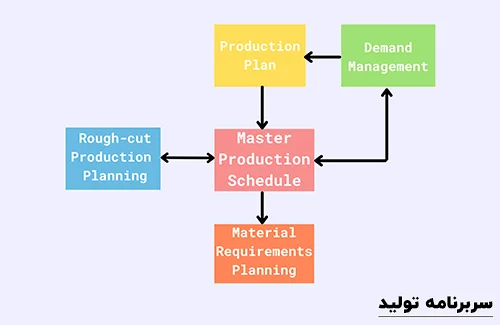 Production
Plan
Demand
Management
Rough-cut
Production
Planning
Master
Production
Schedule
Material
Requirements
Planning
سربرنامه تولید